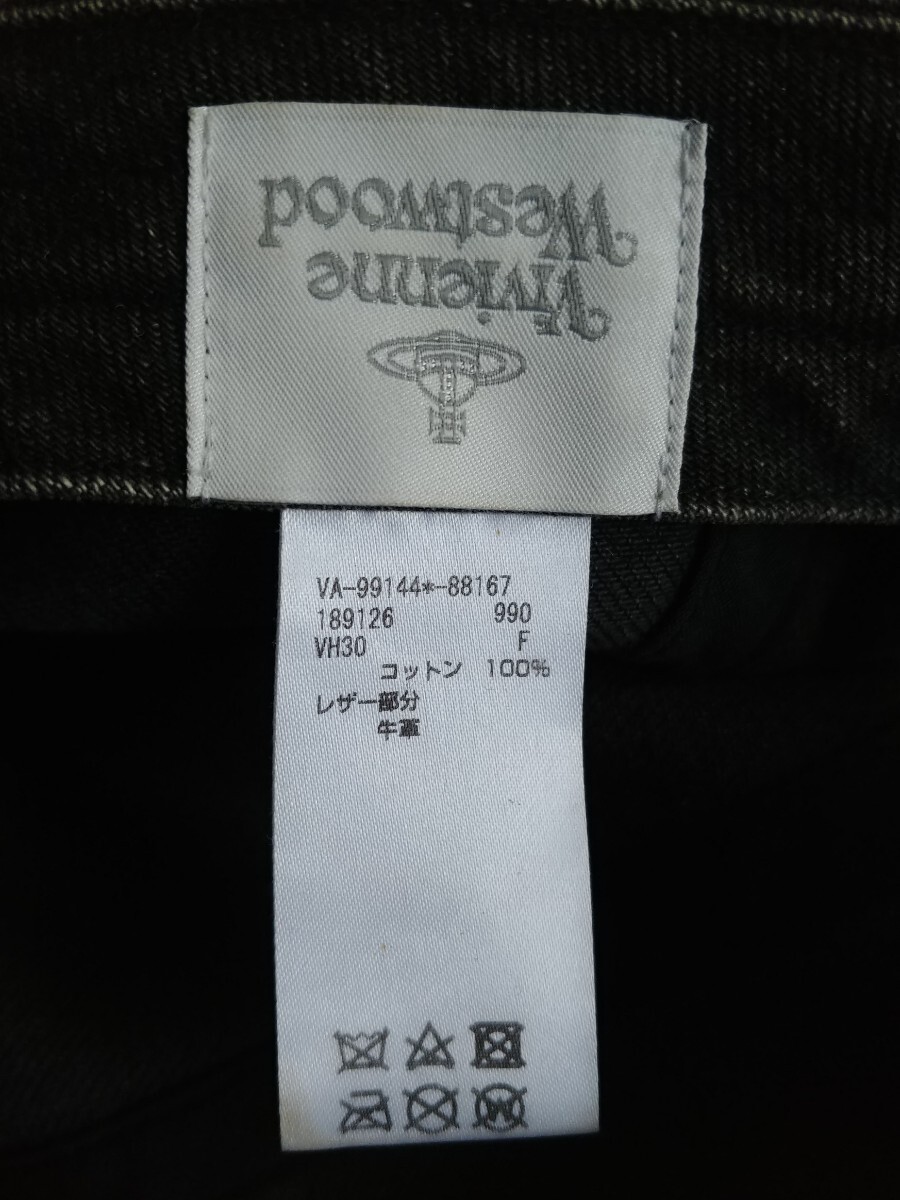 Vivienne
Westwood
VA-99144*-88167
189126 990
VH30 F
コットン 100%
レザー部分
牛革
W